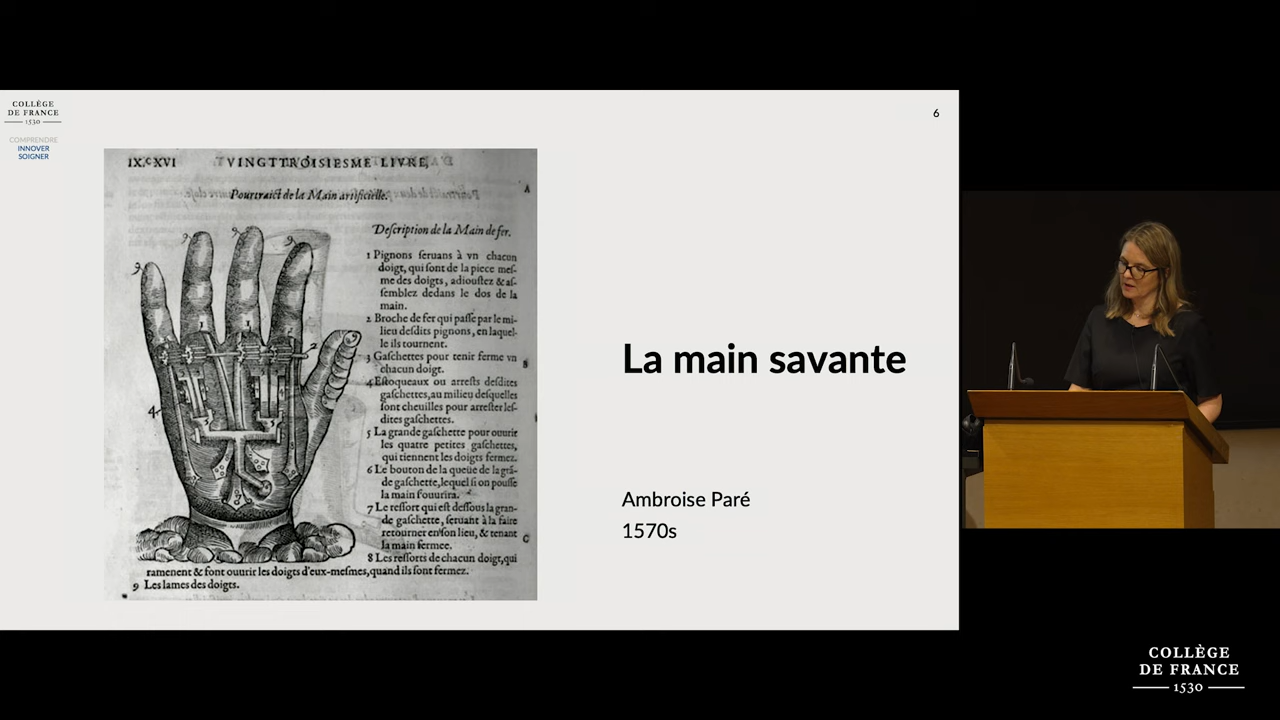 COLLÈGE
DE FRANCE
1530
COMPRENDRE
INNOVER
SOIGNER
6
IX.C XVI VINGTTROISIESME LIVRE,
Pourtraict de la Main artificielle.
A
Description de la Main de fer.
1 Pignons seruans à vn chacun
doigt, qui sont de la piece mes-
me des doigts, adioustez & as-
semblez dedans le dos de la
main.
2 Broche de fer qui passe par le mi-
lieu desdits pignons, en laquel-
le ils tournent.
3 Gaschettes pour tenir ferme vn
chacun doigt.
B
4 Estoqueaux ou arrests desdites
gaschettes, au milieu desquelles
sont cheuilles pour arrester les-
dites gaschettes.
5 La grande gaschette pour ouurir
les quatre petites gaschettes,
qui tiennent les doigts fermez.
6 Le bouton de la queue de la grã-
de gaschette, lequel si on pousse
la main s'ouurira.
7 Le ressort qui est dessous la gran-
de gaschette, seruant à la faire
retourner en son lieu, & tenant
la main fermee.
C
8 Les ressorts de chacun doigt, qui
ramenent & font ouurir les doigts d'eux-mesmes, quand ils sont fermez.
9 Les lames des doigts.
La main savante
Ambroise Paré
1570s
COLLÈGE
DE FRANCE
1530